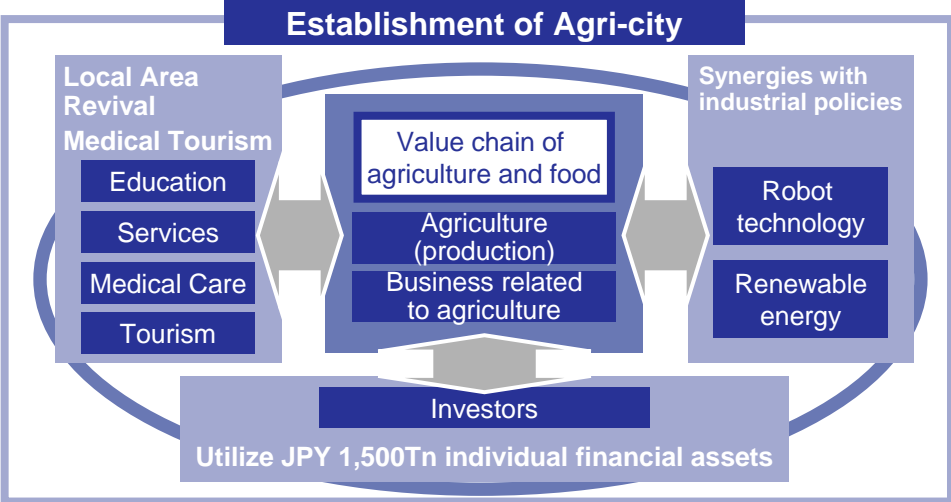 Establishment of Agri-city
Local Area
Revival
Medical Tourism
Education
Services
Medical Care
Tourism
Value chain of
agriculture and food
Agriculture
(production)
Business related
to agriculture
Synergies with
industrial policies
Robot
technology
Renewable
energy
Investors
Utilize JPY 1,500Tn individual financial assets